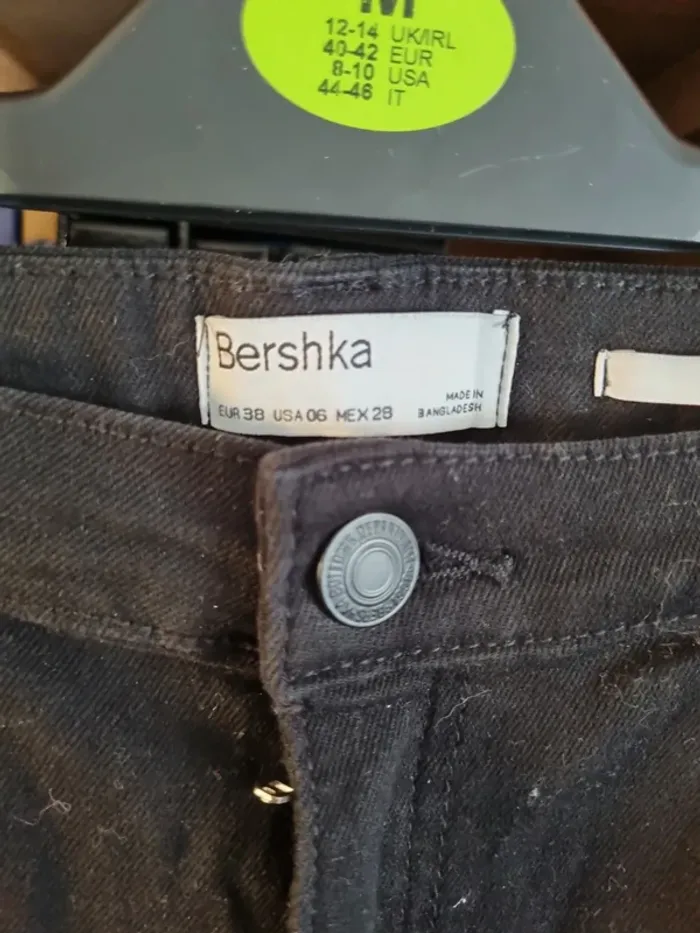 M
12-14 UK/IRL
40-42 EUR
8-10 USA
44-46 IT
Bershka
EUR 38 USA 06 MEX 28
MADE IN
BANGLADESH